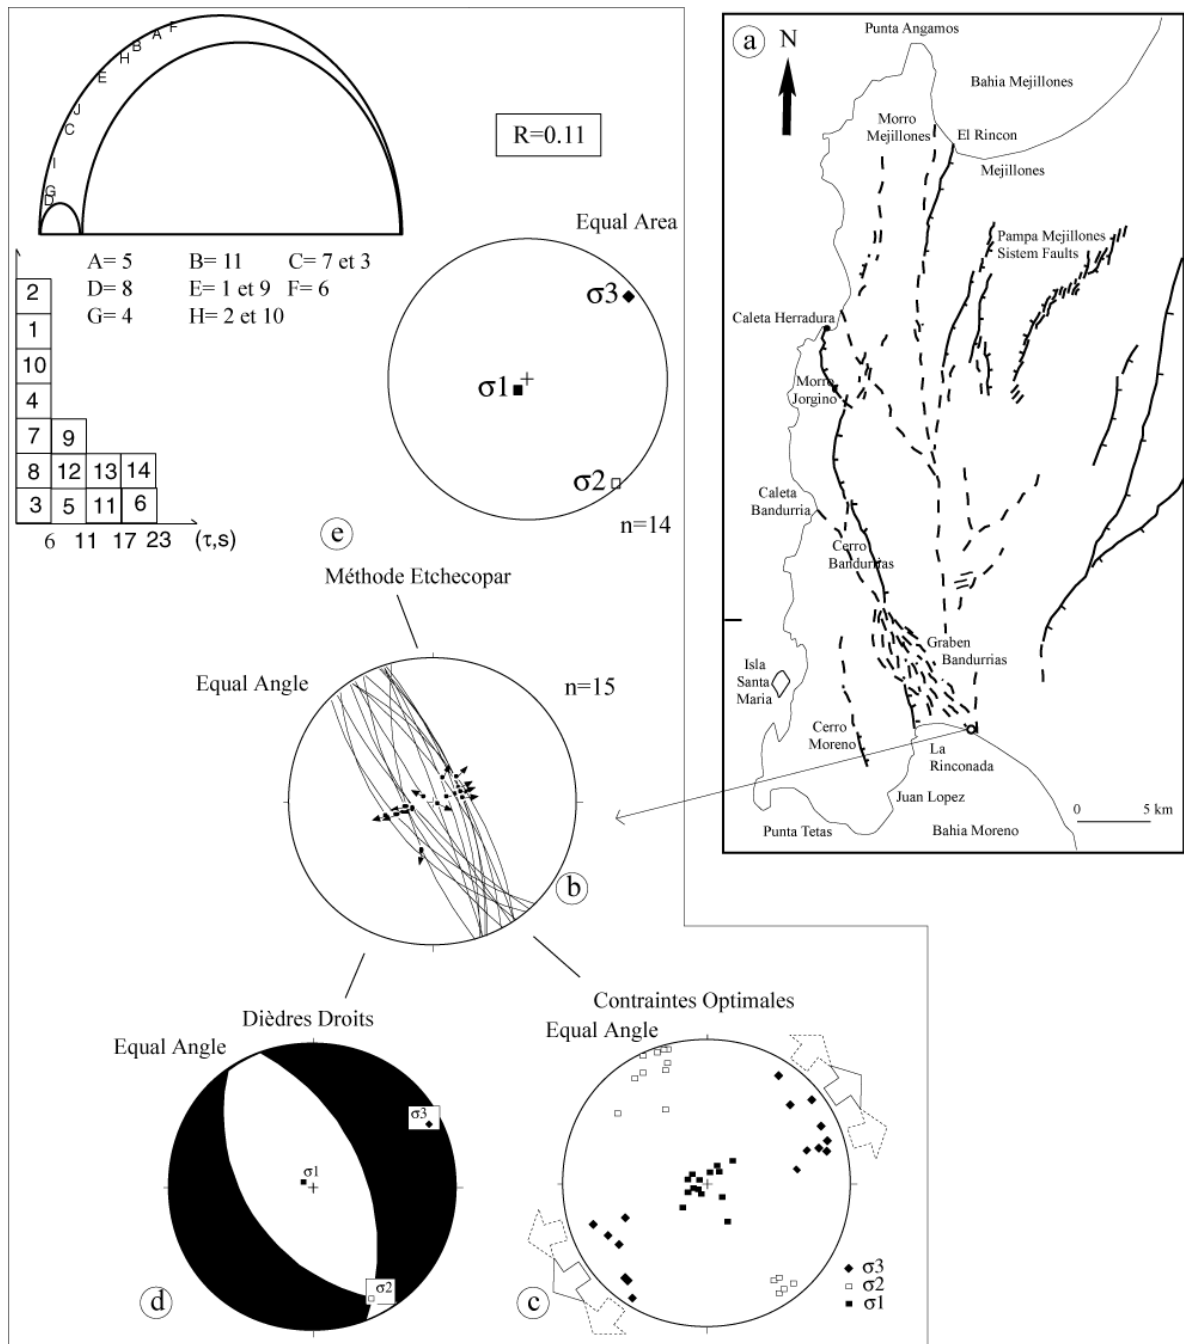 F
A
B
H
E
J
C
I
G
D
R=0.11
A= 5 B= 11 C= 7 et 3
D= 8 E= 1 et 9 F= 6
G= 4 H= 2 et 10
2
1
10
4
7 9
8 12 13 14
3 5 11 6
6 11 17 23 (τ,s)
Equal Area
σ3
σ1
σ2
n=14
e
Méthode Etchecopar
Equal Angle
n=15
b
Dièdres Droits
Equal Angle
σ3
σ1
σ2
d
Contraintes Optimales
Equal Angle
σ3
σ2
σ1
c
a
N
Punta Angamos
Bahia Mejillones
Morro
Mejillones
El Rincon
Mejillones
Pampa Mejillones
Sistem Faults
Caleta Herradura
Morro
Jorgino
Caleta
Bandurria
Cerro
Bandurrias
Graben
Bandurrias
Isla
Santa
Maria
Cerro
Moreno
La
Rinconada
Juan Lopez
0 5 km
Punta Tetas
Bahia Moreno